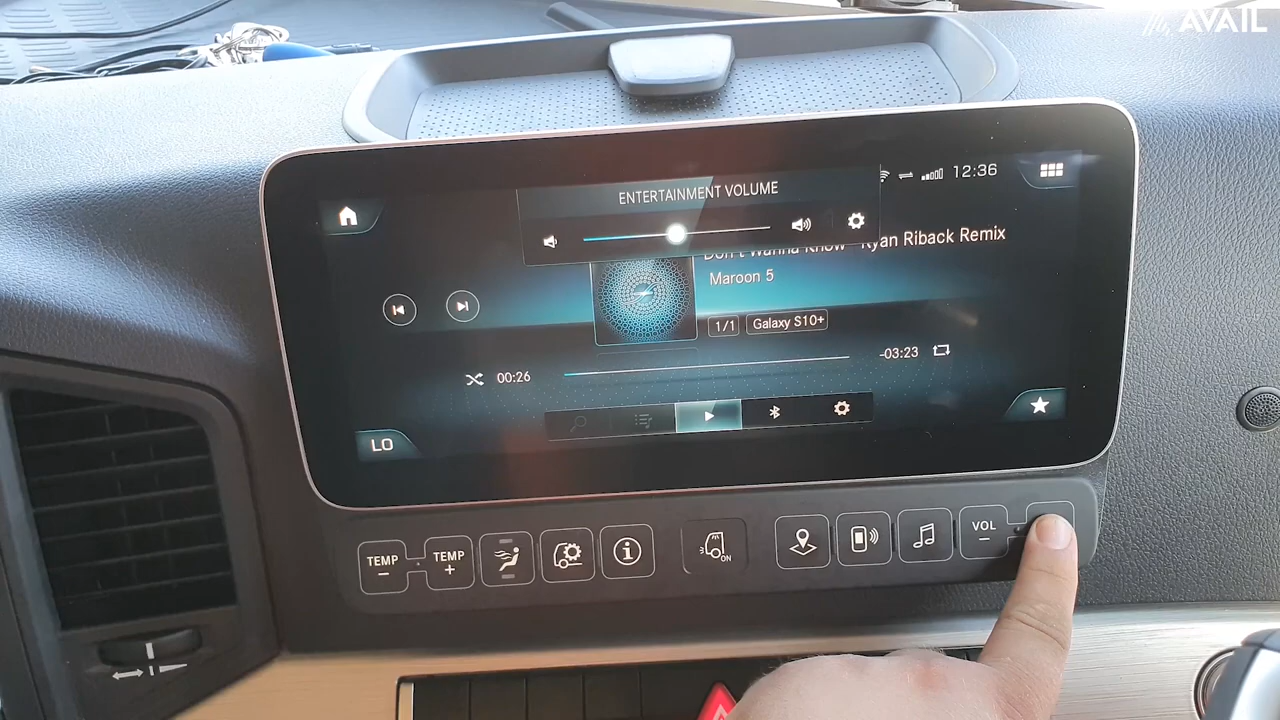 AVAIL
ENTERTAINMENT VOLUME
12:36
Don't Wanna Know Ryan Riback Remix
Maroon 5
1/1 Galaxy S10+
00:26
-03:23
LO
TEMP
−
TEMP
+
ON
VOL
−